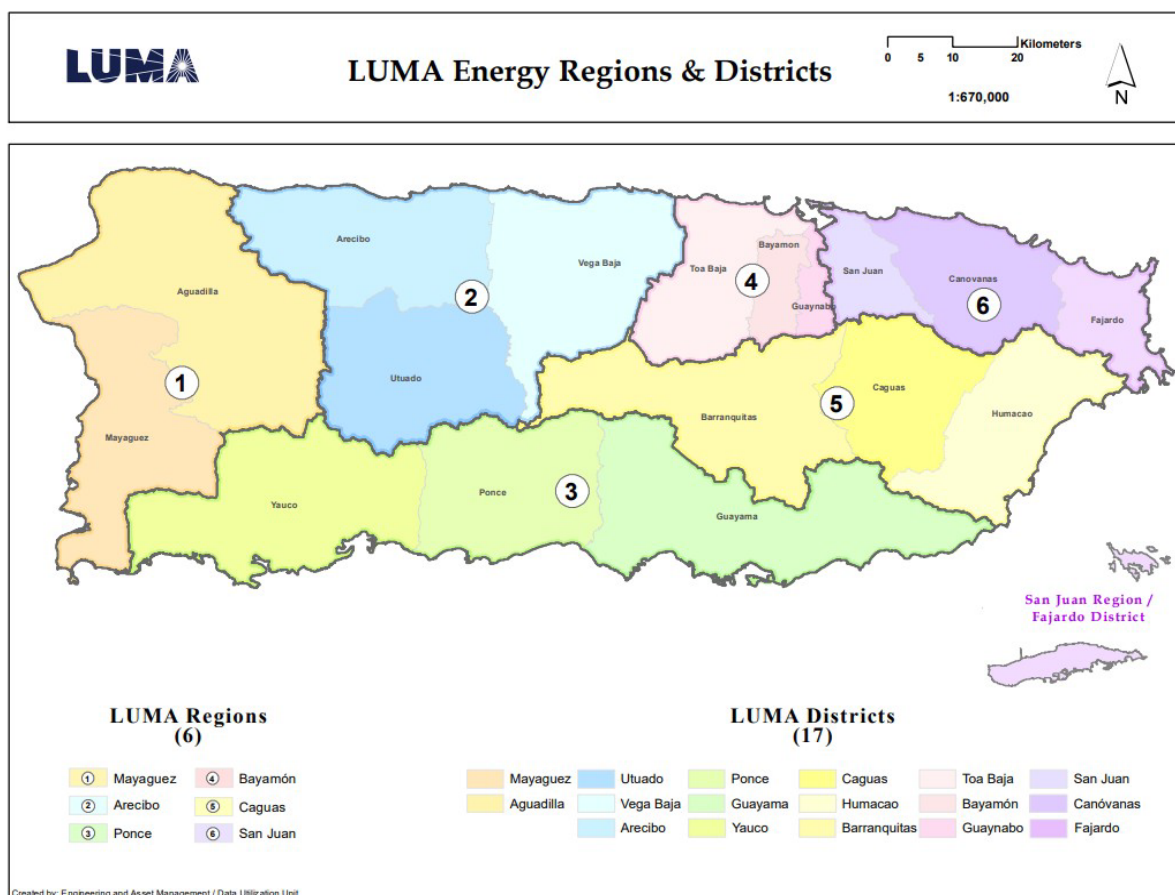 LUMA
LUMA Energy Regions & Districts
Kilometers
0 5 10 20
1:670,000
N
Arecibo
Vega Baja
Toa Baja
Bayamon
4
Guaynabo
San Juan
Canovanas
6
Fajardo
Aguadilla
2
Utuado
1
Mayaguez
Barranquitas
5
Caguas
Humacao
Yauco
Ponce
3
Guayama
San Juan Region /
Fajardo District
LUMA Regions
(6)
1 Mayaguez 4 Bayamón
2 Arecibo 5 Caguas
3 Ponce 6 San Juan
LUMA Districts
(17)
Mayaguez Utuado Ponce Caguas Toa Baja San Juan
Aguadilla Vega Baja Guayama Humacao Bayamón Canóvanas
Arecibo Yauco Barranquitas Guaynabo Fajardo
Created by: Engineering and Asset Management / Data Utilization Unit